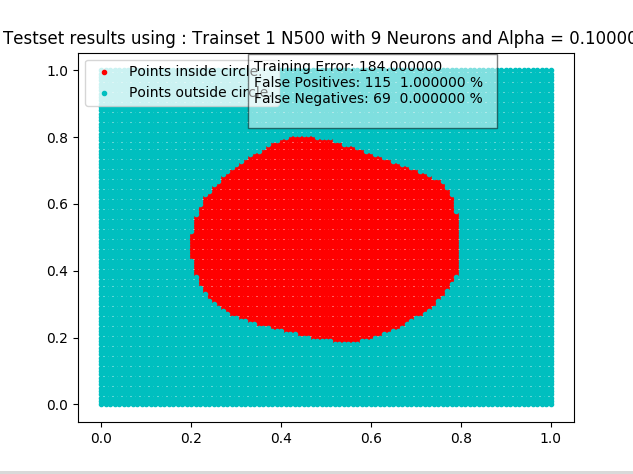 Testset results using : Trainset 1 N500 with 9 Neurons and Alpha = 0.10000
Points inside circle
Points outside circle
Training Error: 184.000000
False Positives: 115 1.000000 %
False Negatives: 69 0.000000 %
1.0
0.8
0.6
0.4
0.2
0.0
0.0 0.2 0.4 0.6 0.8 1.0